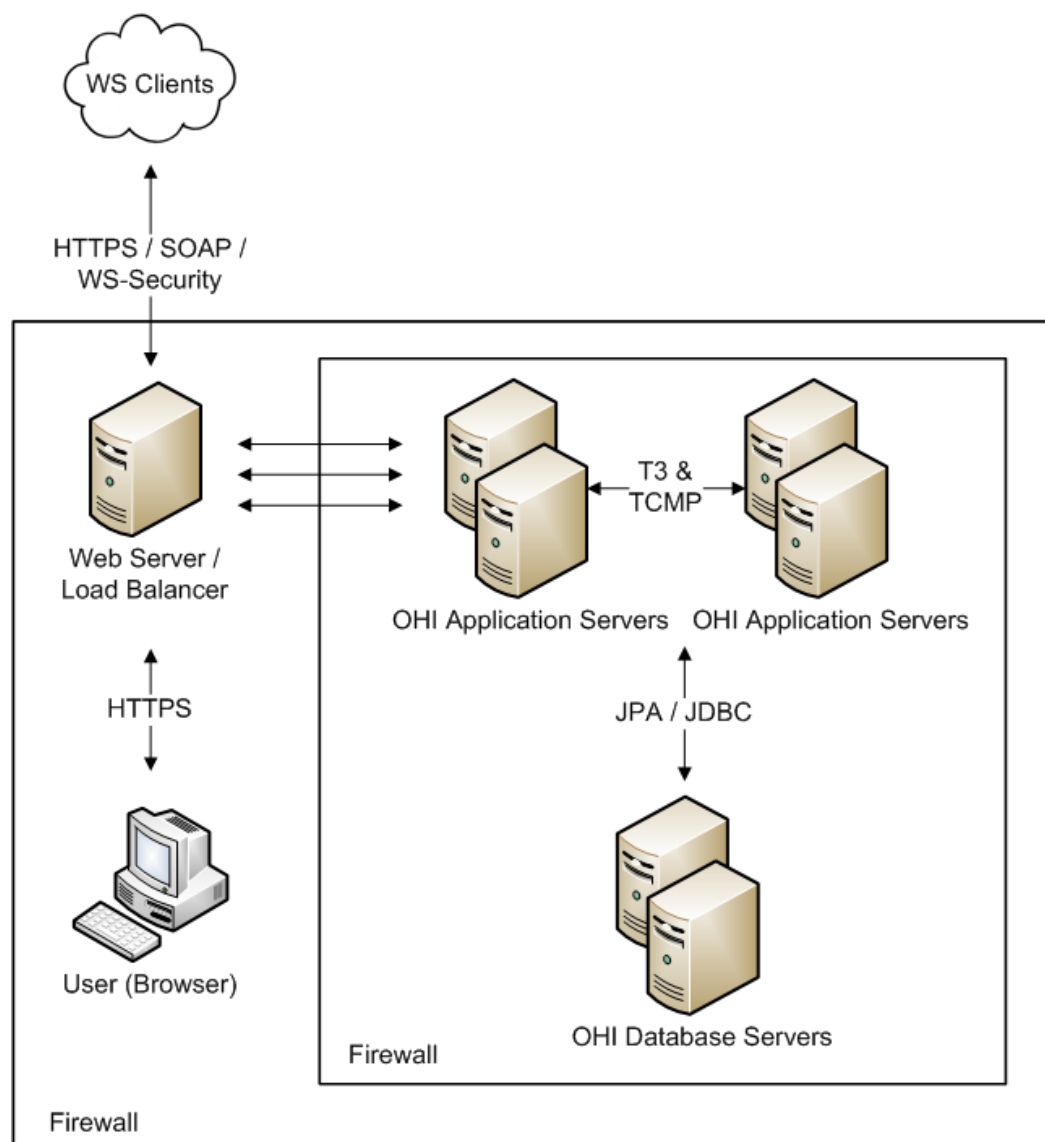 WS Clients
HTTPS / SOAP /
WS-Security
Web Server /
Load Balancer
T3 &
TCMP
OHI Application Servers
OHI Application Servers
HTTPS
JPA / JDBC
User (Browser)
OHI Database Servers
Firewall
Firewall